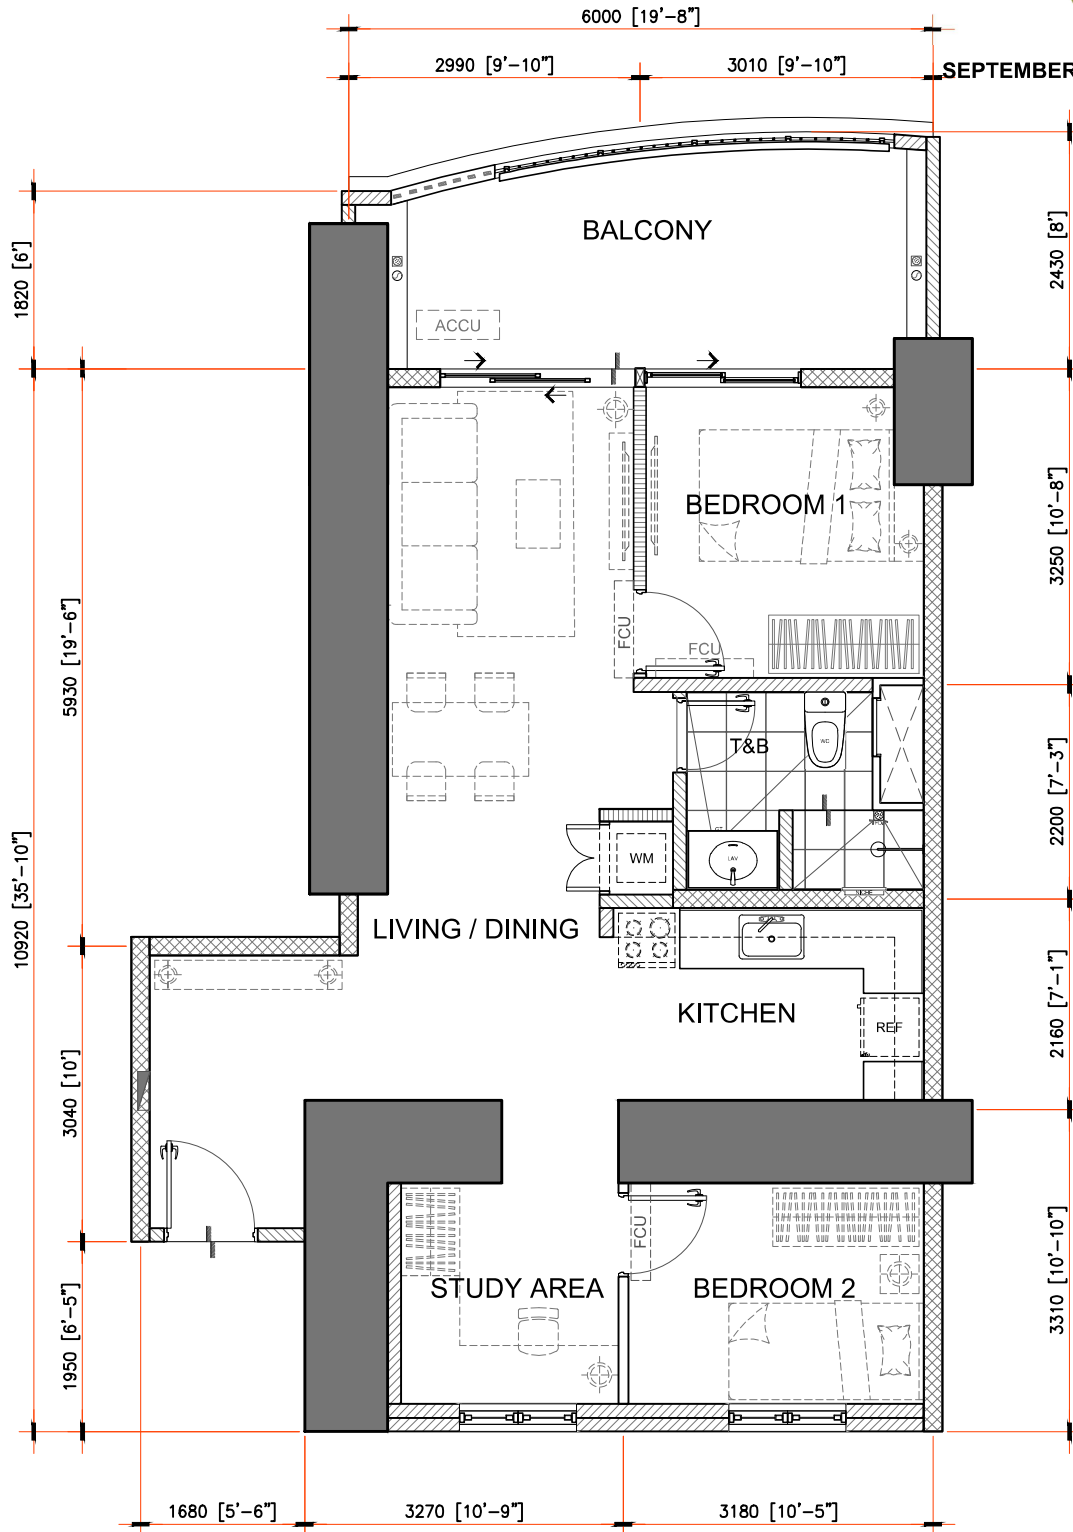 6000 [19'-8"]
2990 [9'-10"]
3010 [9'-10"]
SEPTEMBER
BALCONY
1820 [6']
2430 [8']
ACCU
BEDROOM 1
3250 [10'-8"]
5930 [19'-6"]
FCU
FCU
T&B
WC
2200 [7'-3"]
10920 [35'-10"]
WM
LAV
NICHE
LIVING / DINING
KITCHEN
REF
2160 [7'-1"]
3040 [10']
FCU
STUDY AREA
BEDROOM 2
1950 [6'-5"]
3310 [10'-10"]
1680 [5'-6"]
3270 [10'-9"]
3180 [10'-5"]